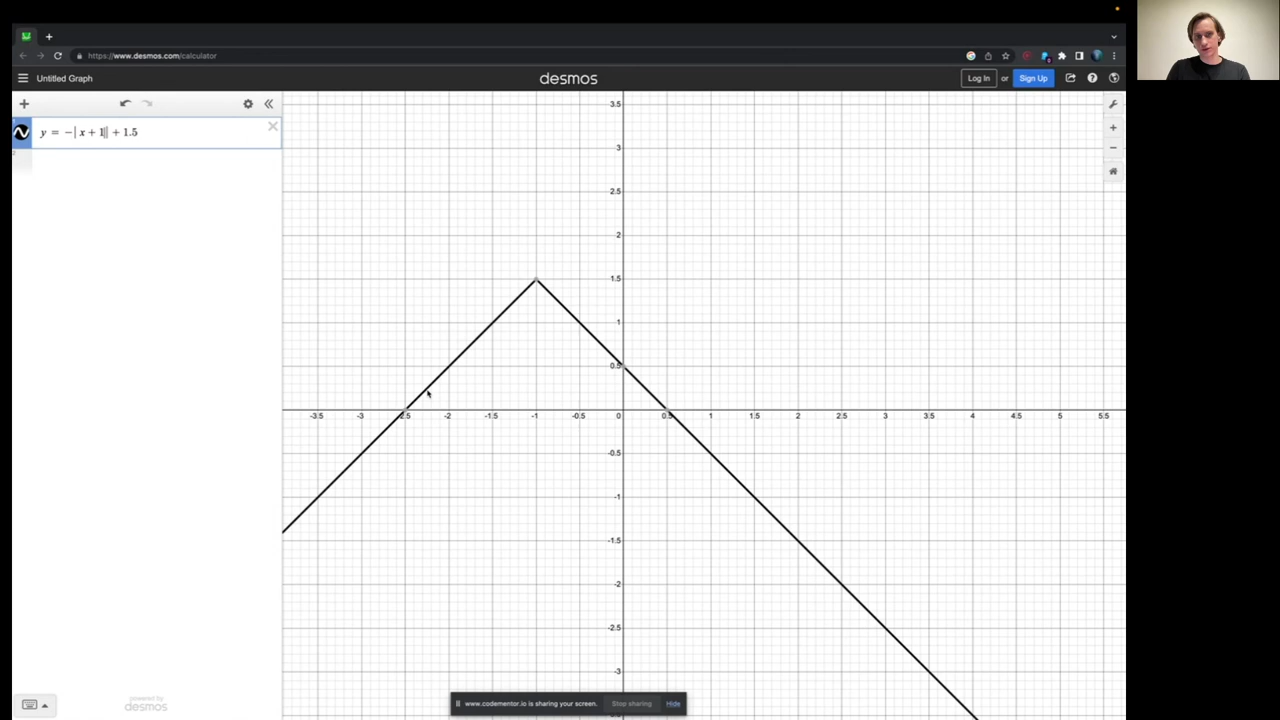 https://www.desmos.com/calculator
Untitled Graph
desmos
Log In or Sign Up
y = −| x + 1| + 1.5
2
3.5
3
2.5
2
1.5
1
0.5
-3.5 -3 -2.5 -2 -1.5 -1 -0.5 0 0.5 1 1.5 2 2.5 3 3.5 4 4.5 5 5.5
-0.5
-1
-1.5
-2
-2.5
-3
powered by
desmos
www.codementor.io is sharing your screen. Stop sharing Hide